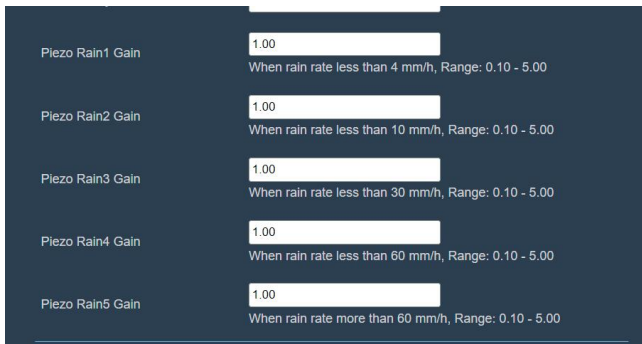 Piezo Rain1 Gain
1.00
When rain rate less than 4 mm/h, Range: 0.10 - 5.00
Piezo Rain2 Gain
1.00
When rain rate less than 10 mm/h, Range: 0.10 - 5.00
Piezo Rain3 Gain
1.00
When rain rate less than 30 mm/h, Range: 0.10 - 5.00
Piezo Rain4 Gain
1.00
When rain rate less than 60 mm/h, Range: 0.10 - 5.00
Piezo Rain5 Gain
1.00
When rain rate more than 60 mm/h, Range: 0.10 - 5.00